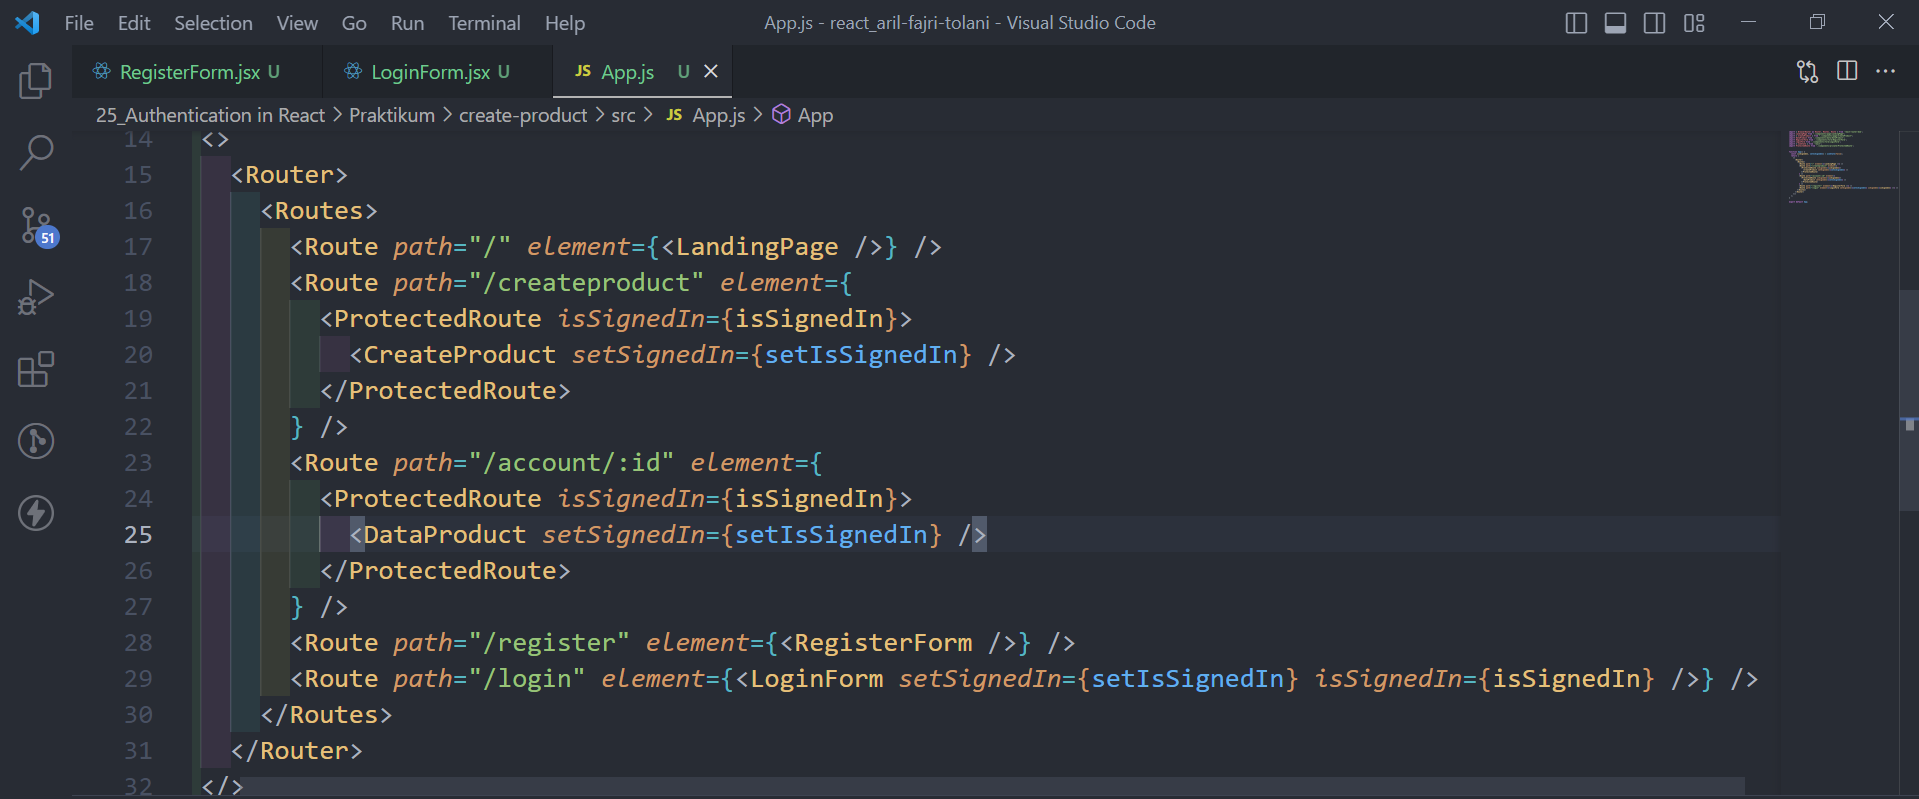 File Edit Selection View Go Run Terminal Help App.js - react_aril-fajri-tolani - Visual Studio Code
RegisterForm.jsx U LoginForm.jsx U JS App.js U
25_Authentication in React > Praktikum > create-product > src > JS App.js > App
14 <>
15 <Router>
16 <Routes>
17 <Route path="/" element={<LandingPage />} />
18 <Route path="/createproduct" element={
19 <ProtectedRoute isSignedIn={isSignedIn}>
20 <CreateProduct setSignedIn={setIsSignedIn} />
21 </ProtectedRoute>
22 } />
23 <Route path="/account/:id" element={
24 <ProtectedRoute isSignedIn={isSignedIn}>
25 <DataProduct setSignedIn={setIsSignedIn} />
26 </ProtectedRoute>
27 } />
28 <Route path="/register" element={<RegisterForm />} />
29 <Route path="/login" element={<LoginForm setSignedIn={setIsSignedIn} isSignedIn={isSignedIn} />} />
30 </Routes>
31 </Router>
32 </>
51